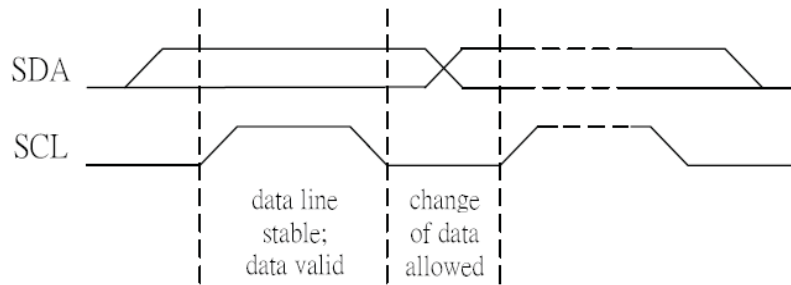 SDA
SCL
data line
stable;
data valid
change
of data
allowed